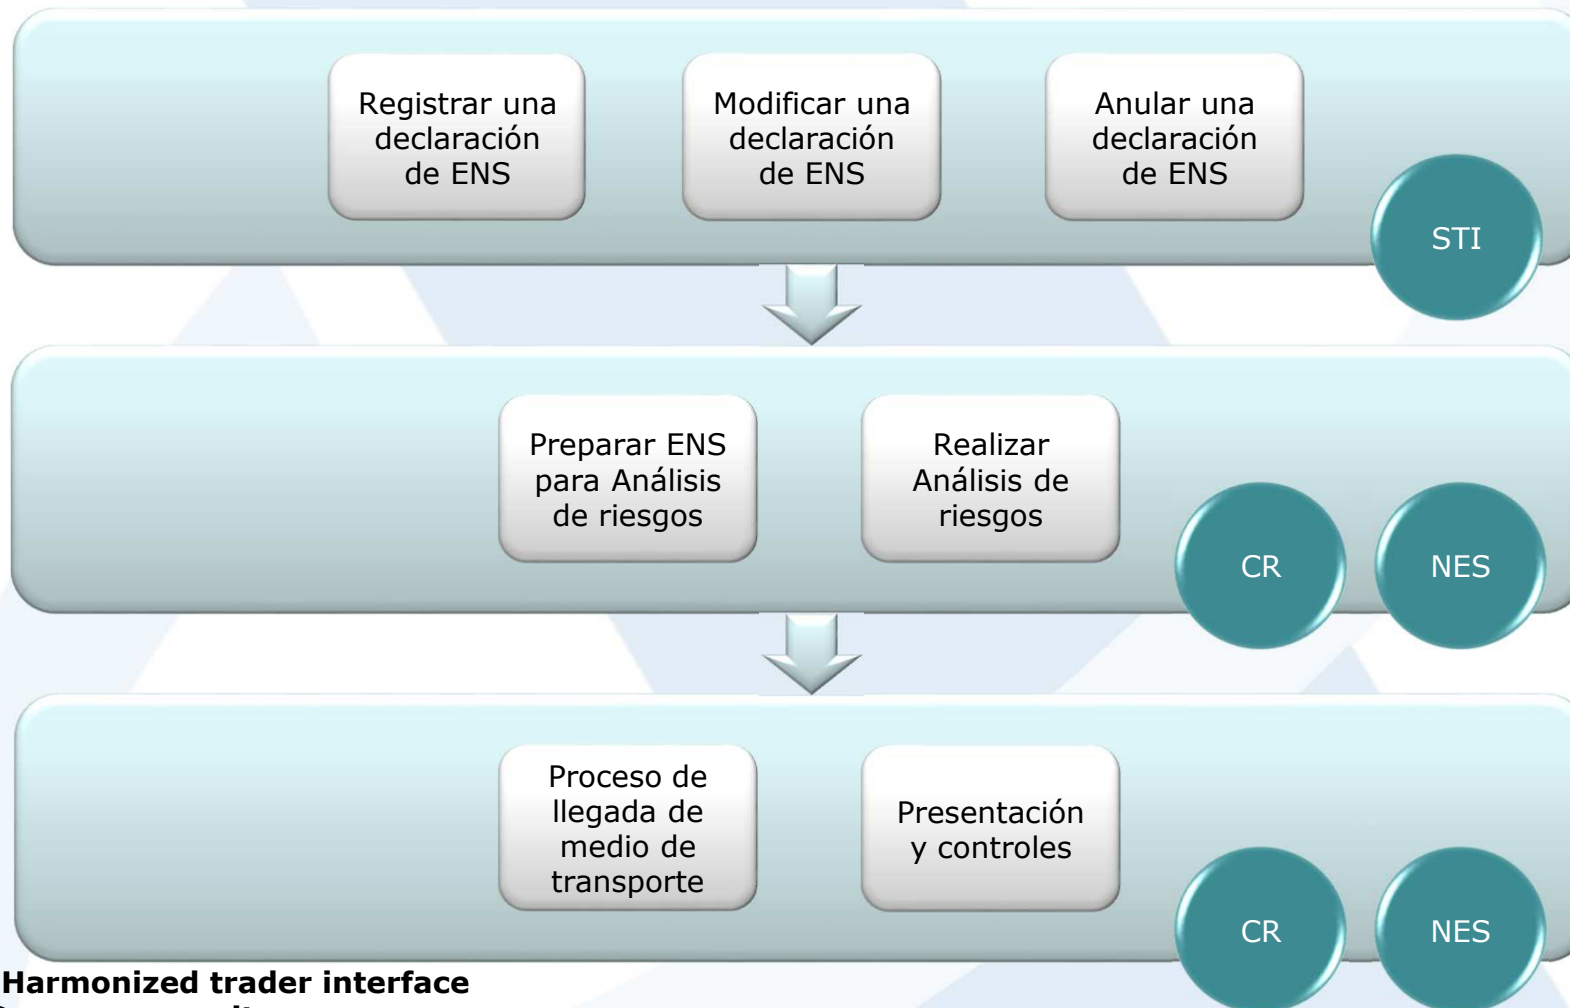 Registrar una
declaración
de ENS
Modificar una
declaración
de ENS
Anular una
declaración
de ENS
STI
Preparar ENS
para Análisis
de riesgos
Realizar
Análisis de
riesgos
CR
NES
Proceso de
llegada de
medio de
transporte
Presentación
y controles
CR
NES
Harmonized trader interface